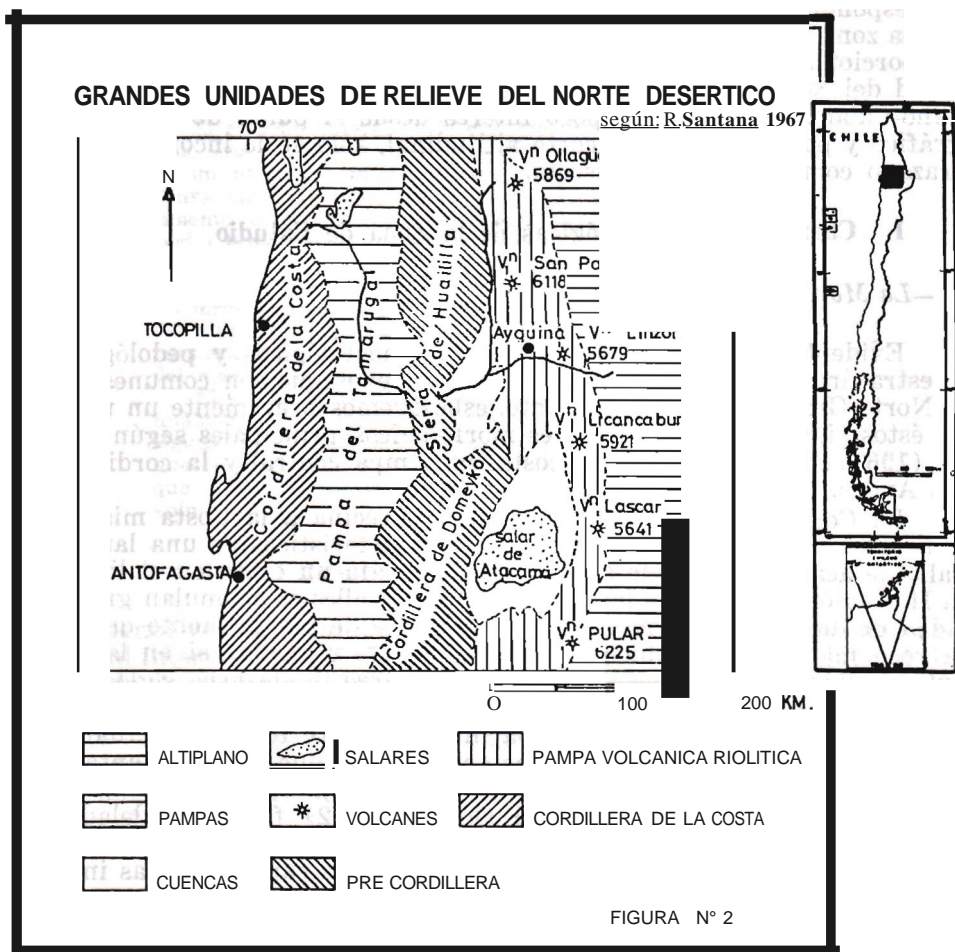 GRANDES UNIDADES DE RELIEVE DEL NORTE DESERTICO
según: R.Santana 1967
70°
N
CHILE
Vn Ollagüe
5869
Vn San Pa
6118
Cordillera de la Costa
Pampa del Tamarugal
Sierra de Huaililla
TOCOPILLA
Ayquina
Vn Linzor
5679
Vn Licancabur
5921
Vn Lascar
5641
Cordillera de Domeyko
Salar de Atacama
ANTOFAGASTA
Vn PULAR
6225
O 100 200 KM.
ALTIPLANO SALARES PAMPA VOLCANICA RIOLITICA
PAMPAS VOLCANES CORDILLERA DE LA COSTA
CUENCAS PRE CORDILLERA
FIGURA N° 2